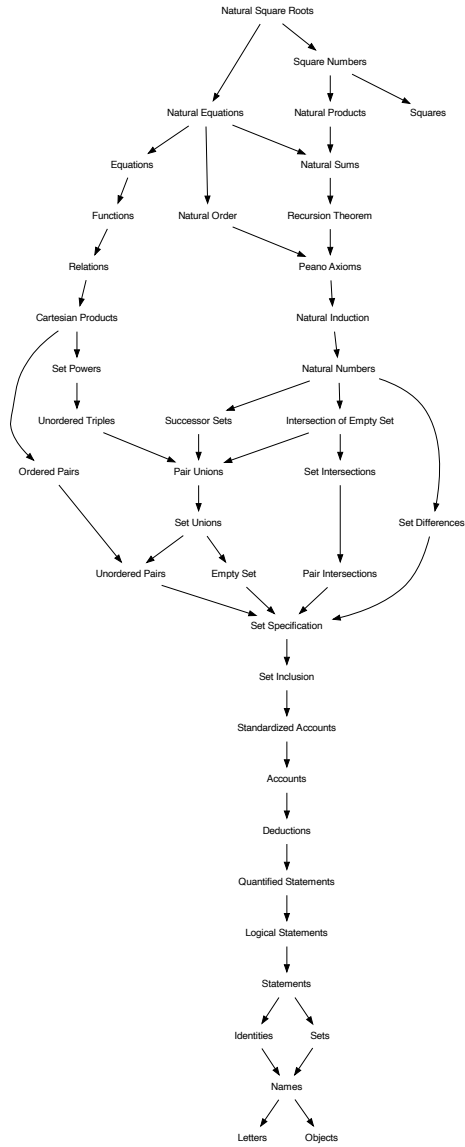 Natural Square Roots
Square Numbers
Natural Equations
Natural Products
Squares
Equations
Natural Sums
Functions
Natural Order
Recursion Theorem
Relations
Peano Axioms
Cartesian Products
Natural Induction
Set Powers
Natural Numbers
Unordered Triples
Successor Sets
Intersection of Empty Set
Ordered Pairs
Pair Unions
Set Intersections
Set Unions
Set Differences
Unordered Pairs
Empty Set
Pair Intersections
Set Specification
Set Inclusion
Standardized Accounts
Accounts
Deductions
Quantified Statements
Logical Statements
Statements
Identities
Sets
Names
Letters
Objects